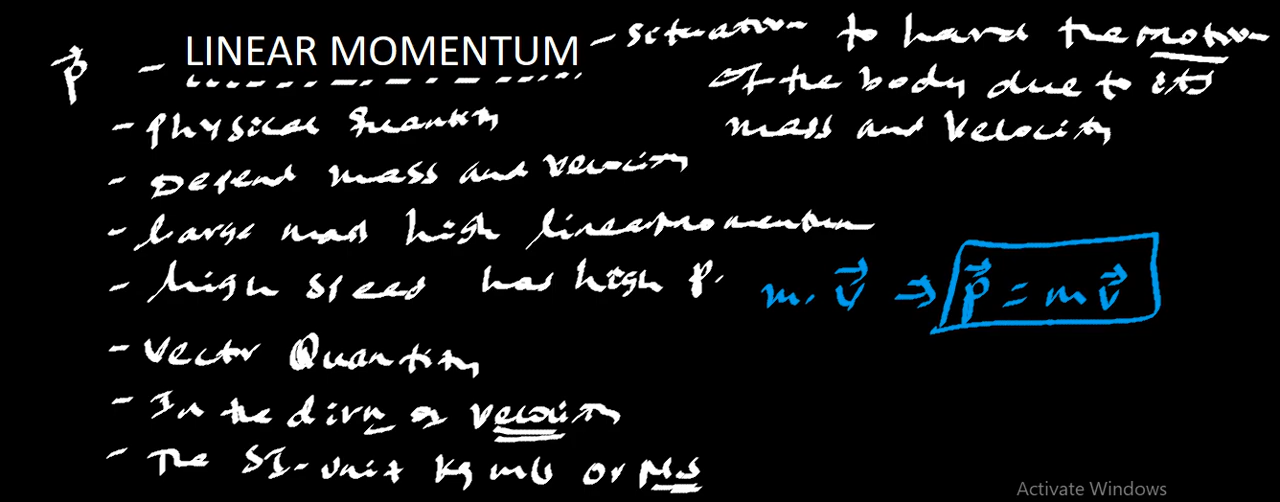 p⃗ - LINEAR MOMENTUM - Situation to hard the motion
of the body due to its
mass and velocity
- Physical Quantity
- Depend mass and velocity
- large mass high linear momentum
- high speed has high p.
m. v⃗ ⇒ p⃗ = m v⃗
- Vector Quantity
- In the dirn of velocity
- The SI-unit kg m/s or NS
Activate Windows